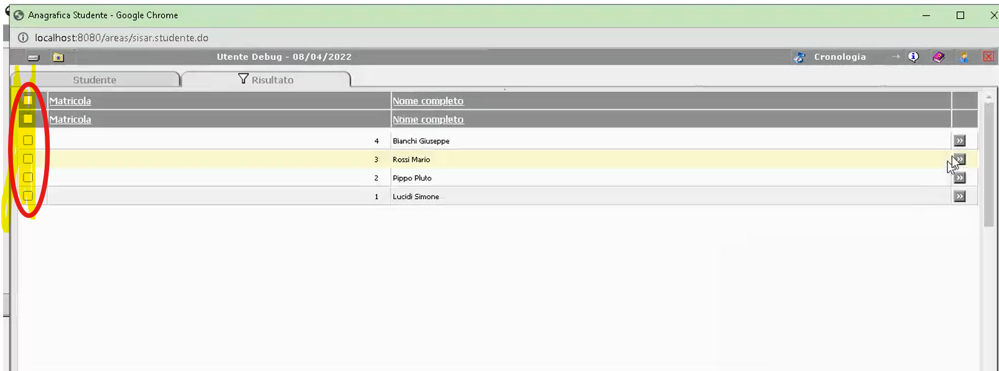 Anagrafica Studente - Google Chrome
localhost:8080/areas/sisar.studente.do
Utente Debug - 08/04/2022 Cronologia
Studente Risultato
Matricola Nome completo
Matricola Nome completo
4 Bianchi Giuseppe
3 Rossi Mario
2 Pippo Pluto
1 Lucidi Simone